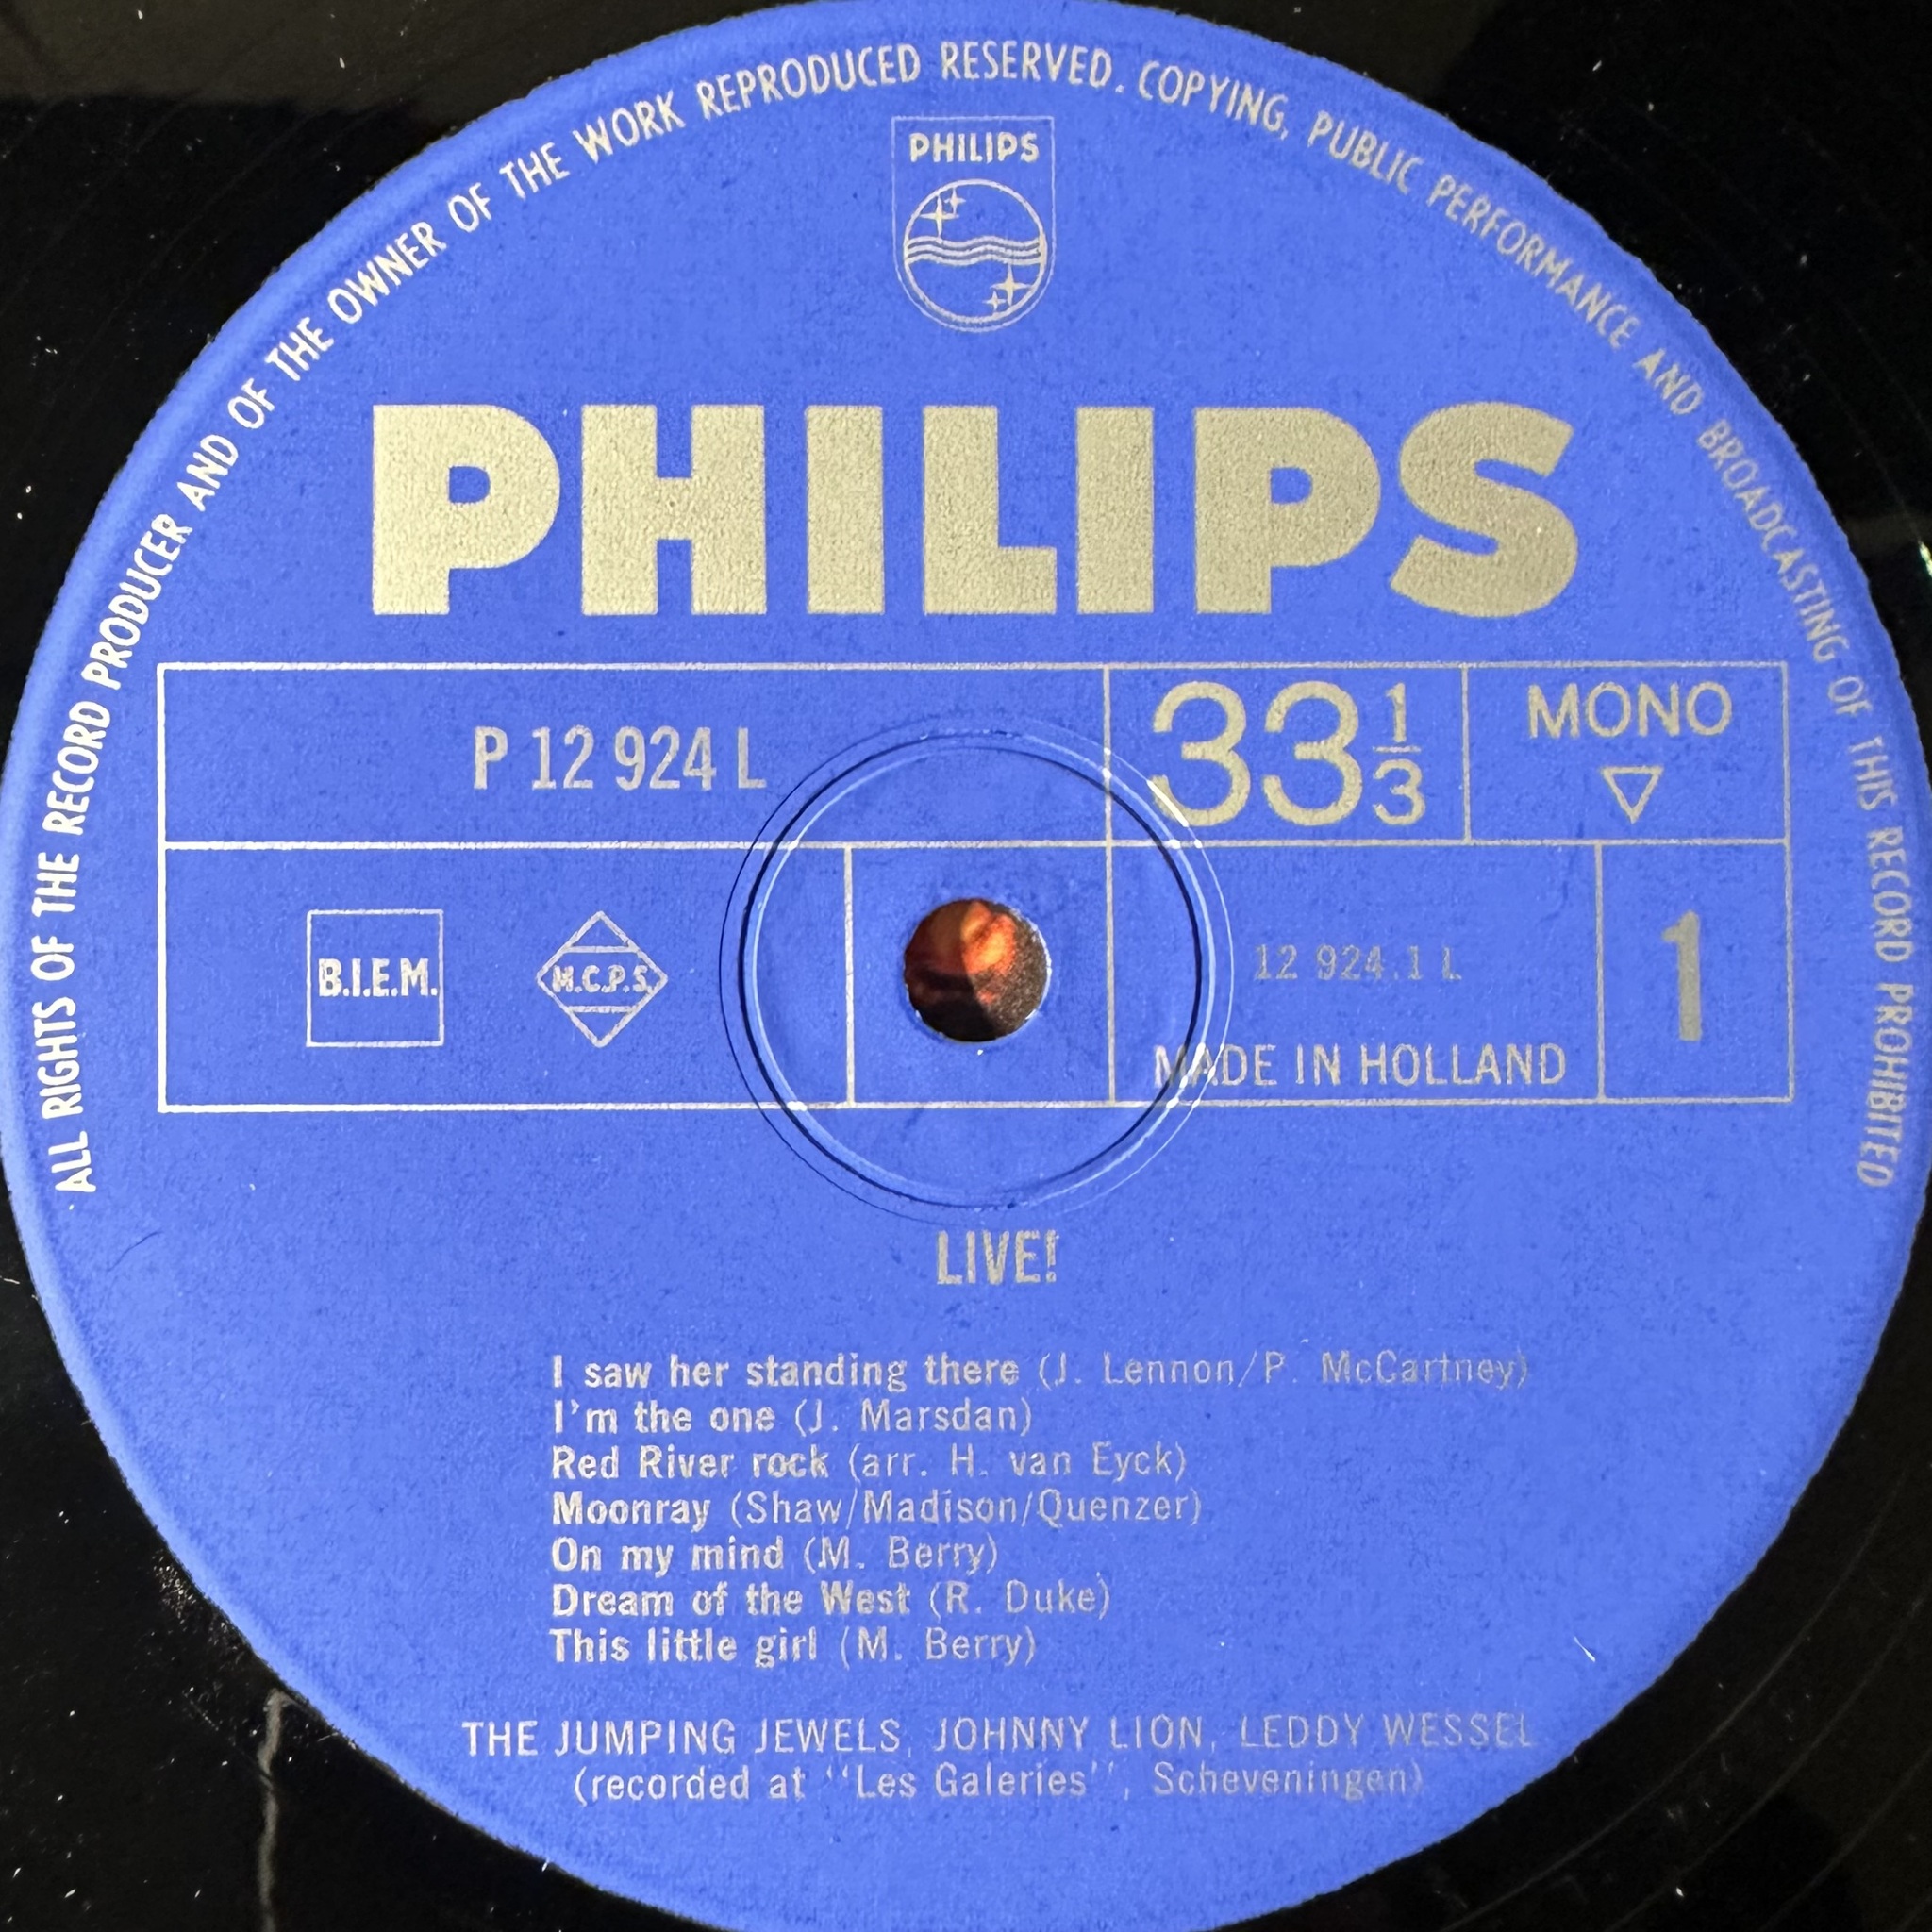 ALL RIGHTS OF THE RECORD PRODUCER AND OF THE OWNER OF THE WORK REPRODUCED RESERVED. COPYING, PUBLIC PERFORMANCE AND BROADCASTING OF THIS RECORD PROHIBITED
PHILIPS
PHILIPS
P 12 924 L
33 1/3
MONO
B.I.E.M.
M.C.P.S.
12 924.1 L
MADE IN HOLLAND
1
LIVE!
I saw her standing there (J. Lennon/P. McCartney)
I'm the one (J. Marsdan)
Red River rock (arr. H. van Eyck)
Moonray (Shaw/Madison/Quenzer)
On my mind (M. Berry)
Dream of the West (R. Duke)
This little girl (M. Berry)
THE JUMPING JEWELS, JOHNNY LION, LEDDY WESSEL
(recorded at ''Les Galeries'', Scheveningen)